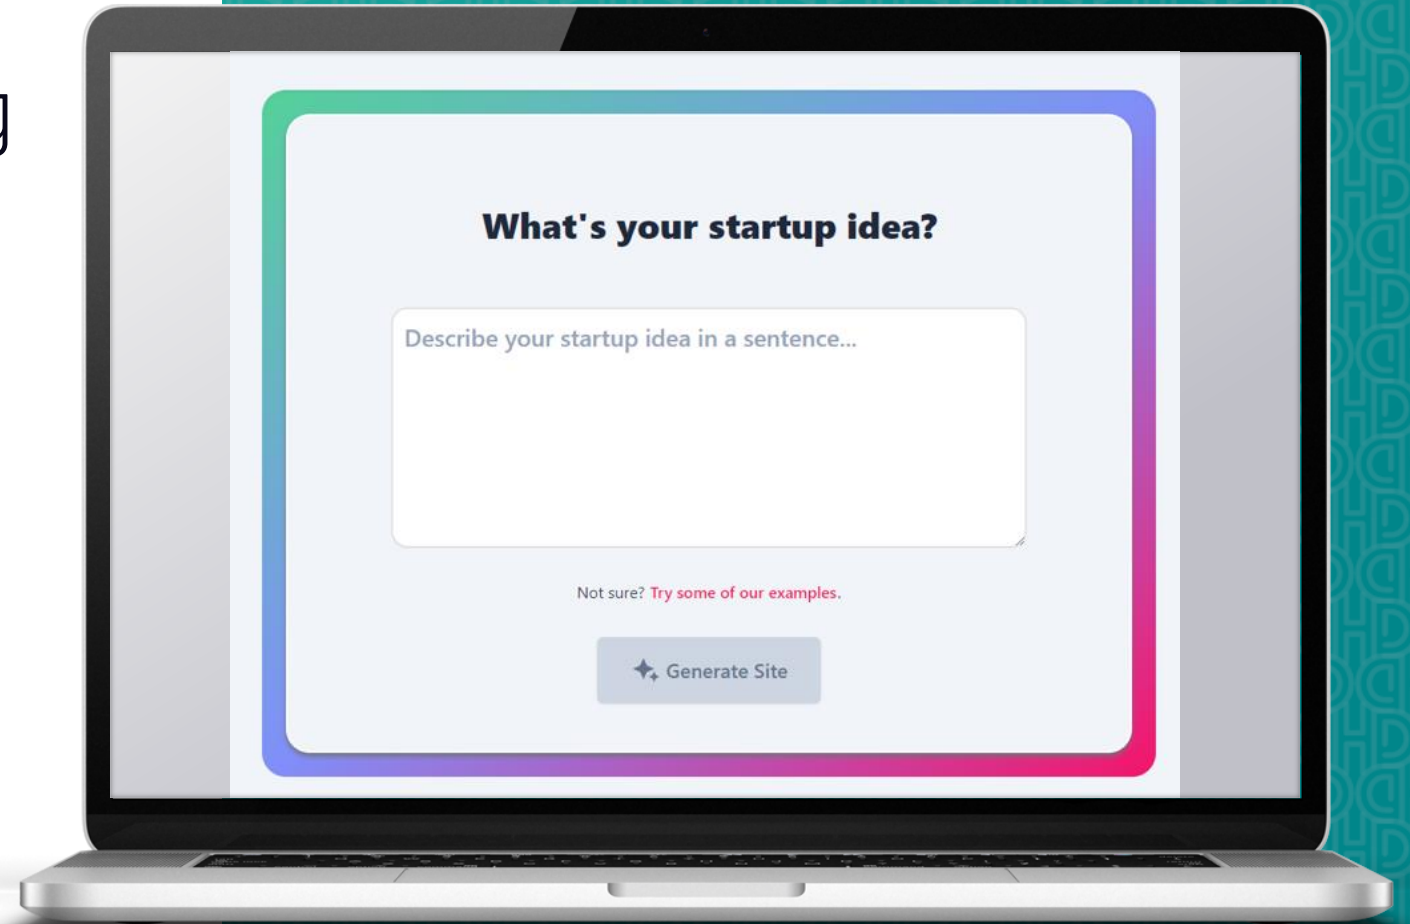 g
What's your startup idea?
Describe your startup idea in a sentence...
Not sure? Try some of our examples.
Generate Site